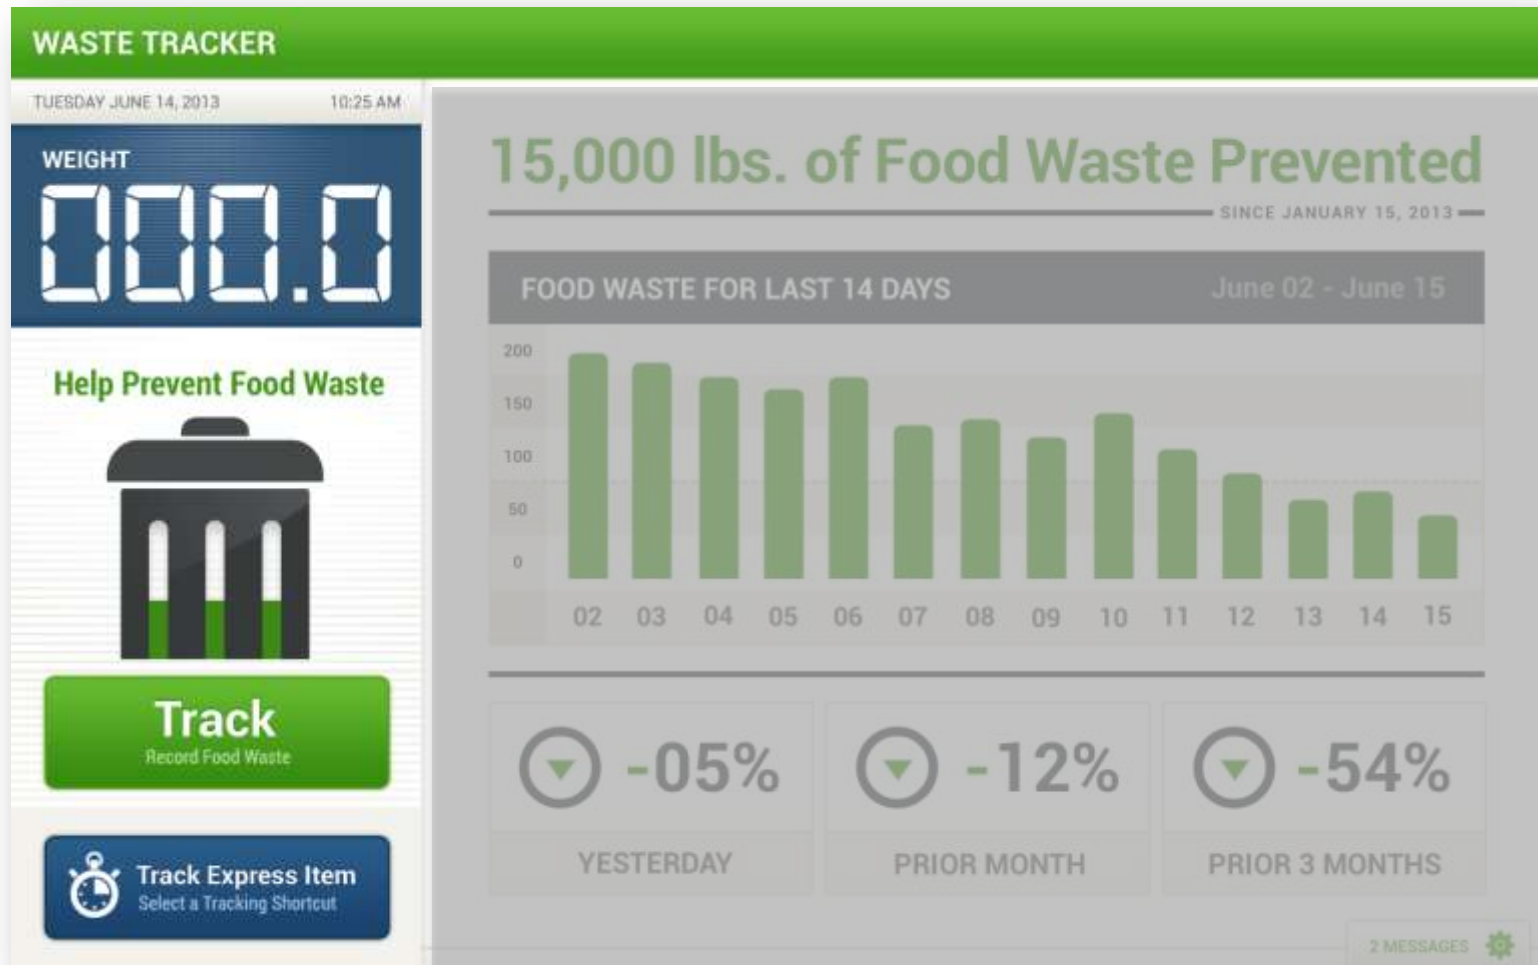 WASTE TRACKER
TUESDAY JUNE 14, 2013 10:25 AM
WEIGHT
000.0
Help Prevent Food Waste
Track
Record Food Waste
Track Express Item
Select a Tracking Shortcut
15,000 lbs. of Food Waste Prevented
SINCE JANUARY 15, 2013
FOOD WASTE FOR LAST 14 DAYS June 02 - June 15
200
150
100
50
0
02 03 04 05 06 07 08 09 10 11 12 13 14 15
-05% -12% -54%
YESTERDAY PRIOR MONTH PRIOR 3 MONTHS
2 MESSAGES